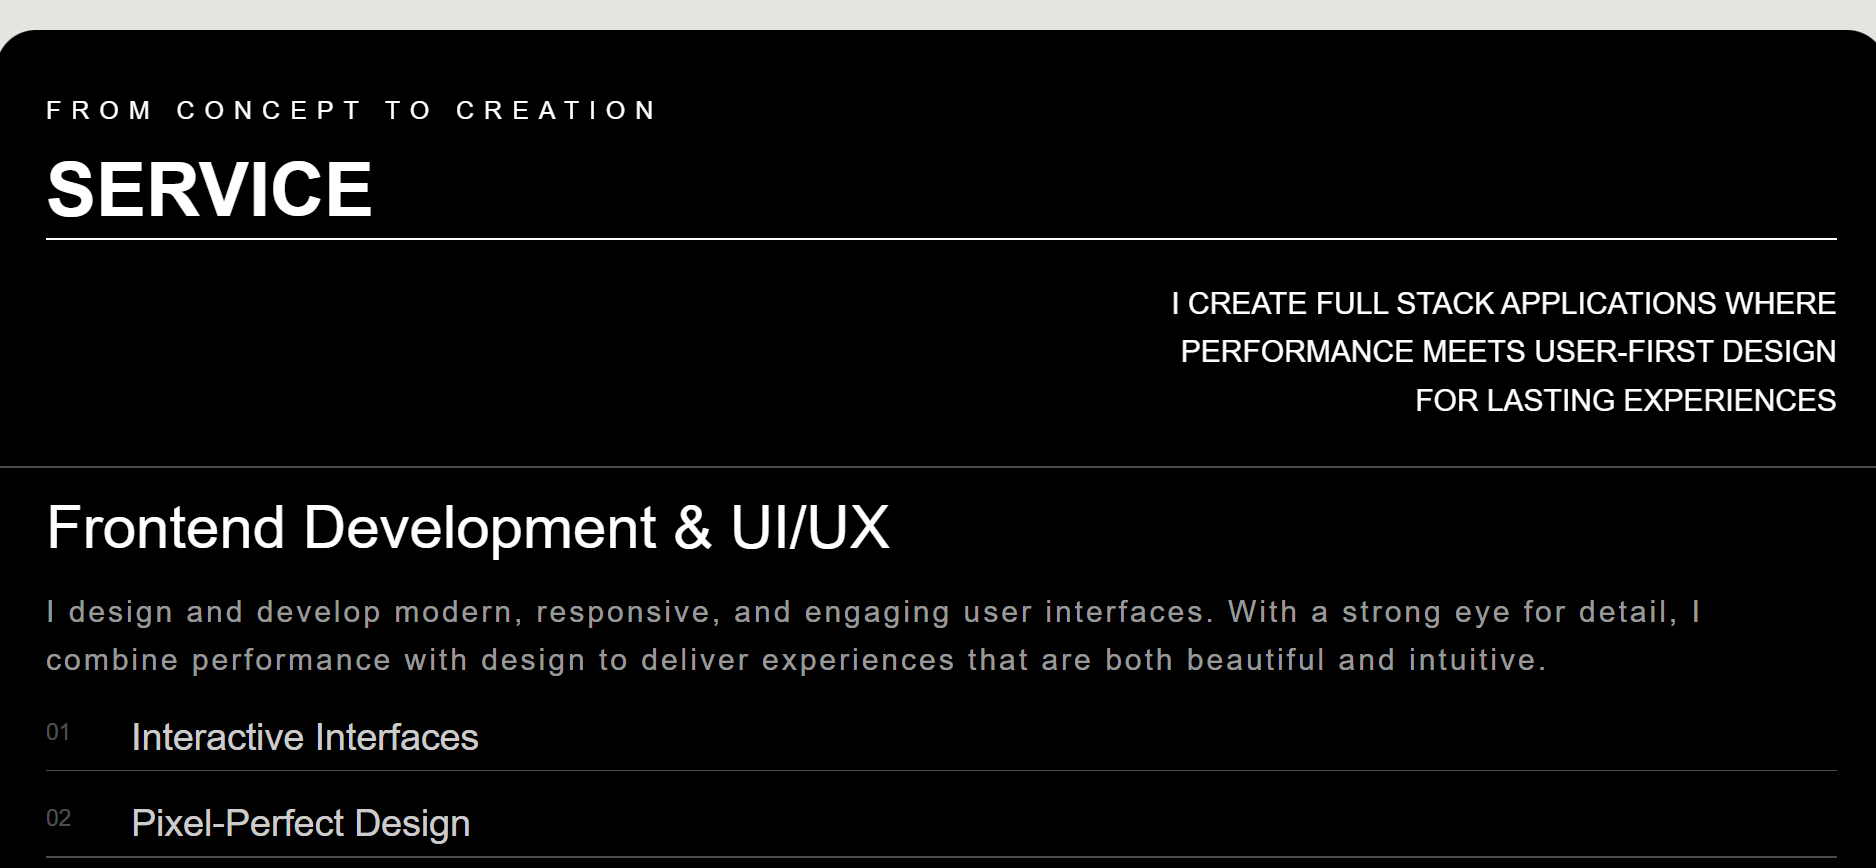 FROM CONCEPT TO CREATION
SERVICE
I CREATE FULL STACK APPLICATIONS WHERE
PERFORMANCE MEETS USER-FIRST DESIGN
FOR LASTING EXPERIENCES
Frontend Development & UI/UX
I design and develop modern, responsive, and engaging user interfaces. With a strong eye for detail, I
combine performance with design to deliver experiences that are both beautiful and intuitive.
01 Interactive Interfaces
02 Pixel-Perfect Design